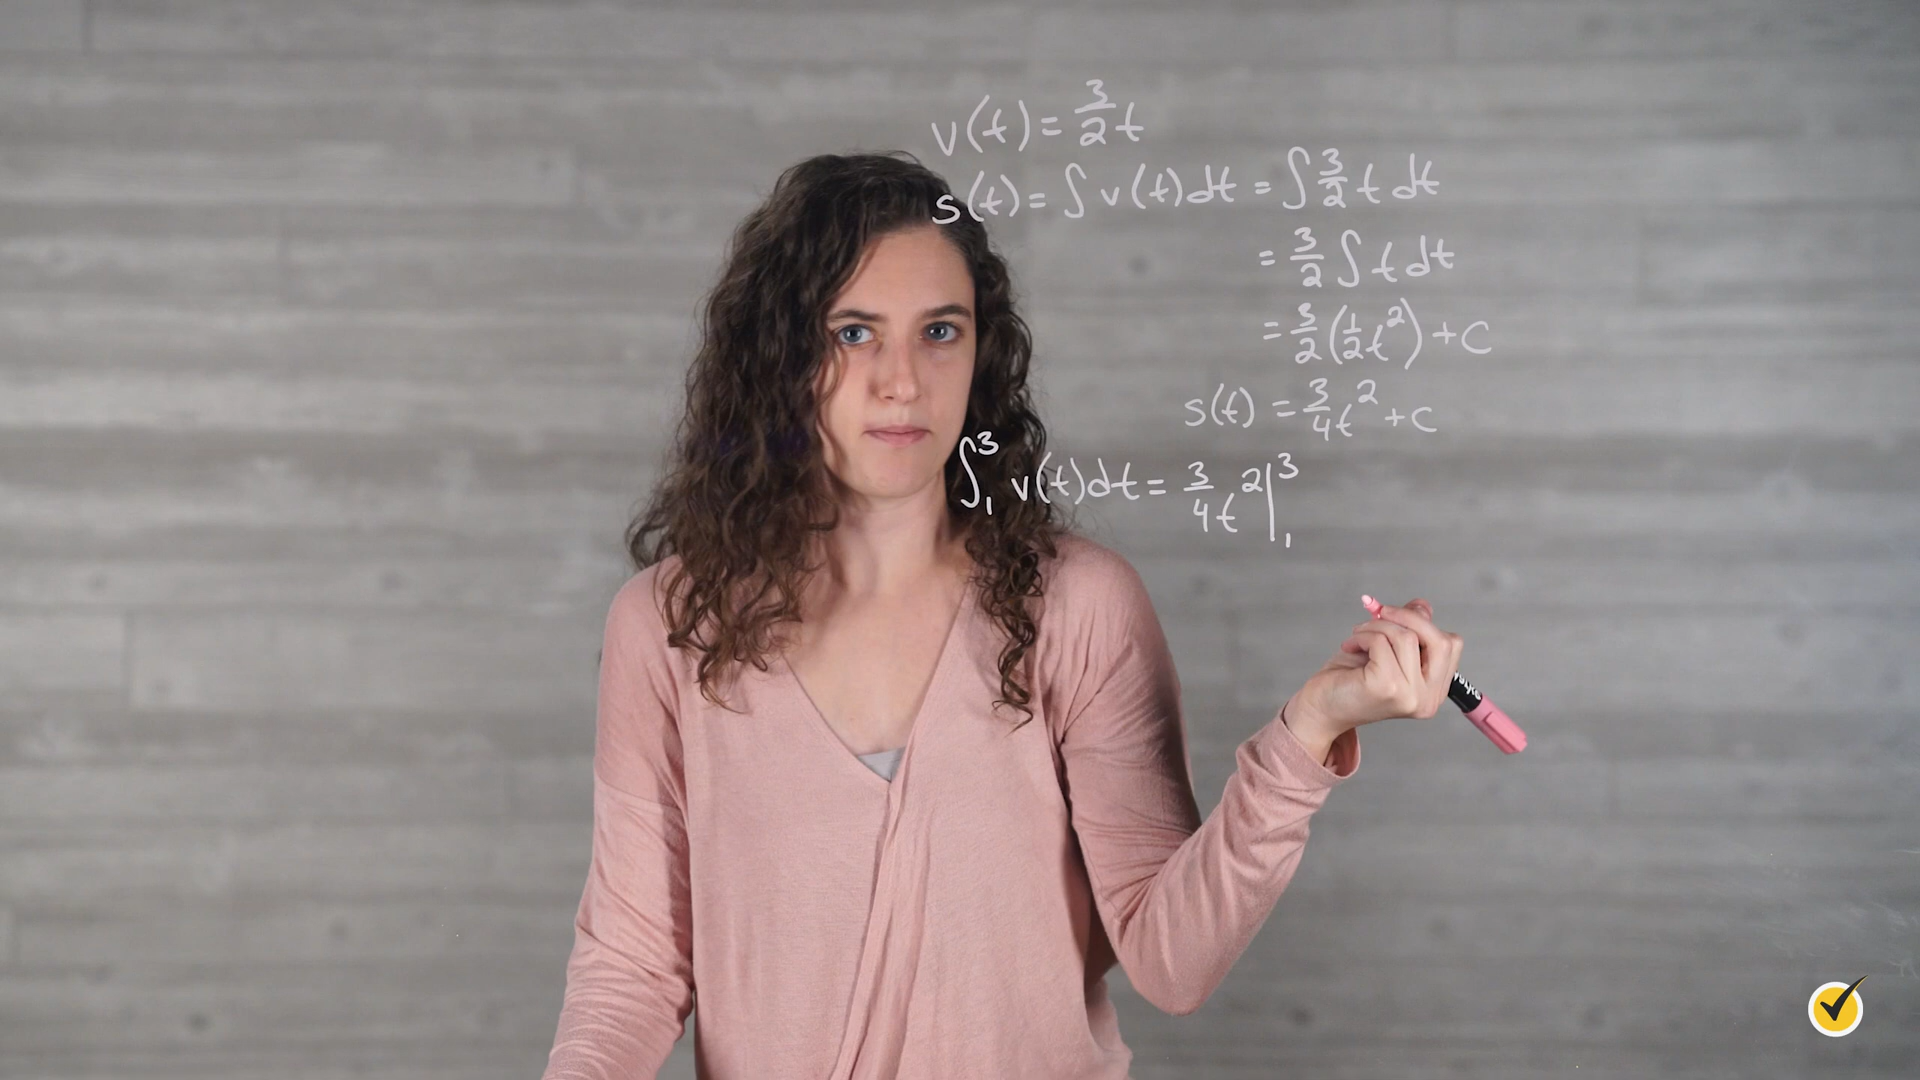 v(t) = 3/2 t
s(t) = ∫ v(t) dt = ∫ 3/2 t dt
= 3/2 ∫ t dt
= 3/2 (1/2 t²) + C
s(t) = 3/4 t² + C
∫₁³ v(t) dt = 3/4 t² |₁³